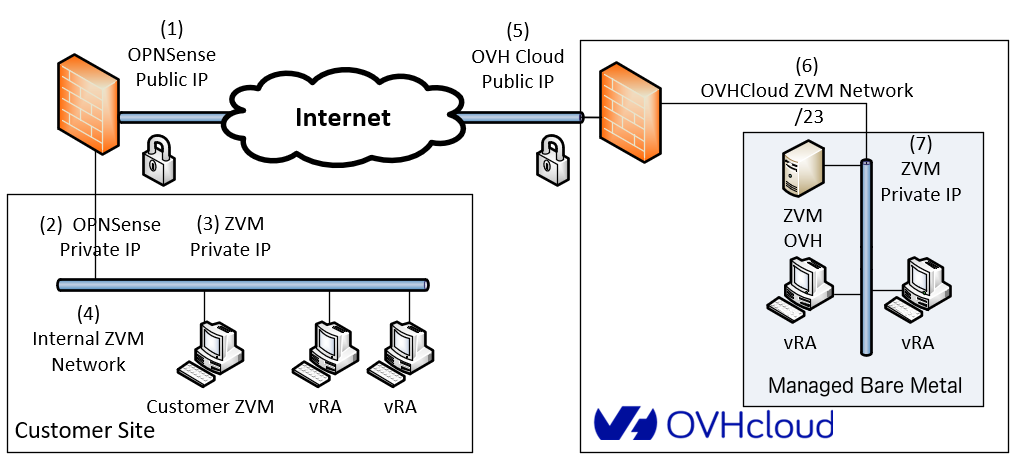 (1)
OPNSense
Public IP
(5)
OVH Cloud
Public IP
Internet
(6)
OVHCloud ZVM Network
/23
(7)
ZVM
Private IP
ZVM
OVH
vRA
vRA
Managed Bare Metal
OVHcloud
(2) OPNSense
Private IP
(3) ZVM
Private IP
(4)
Internal ZVM
Network
Customer ZVM
vRA
vRA
Customer Site